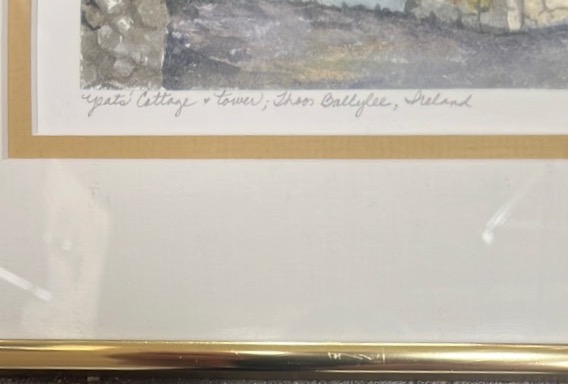 Yeats' Cottage & Tower; Thoor Ballylee, Ireland